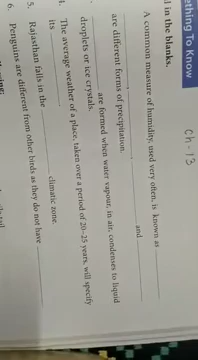 ething To Know
ch-13
l in the blanks.
A common measure of humidity, used very often, is known as
and
are different forms of precipitation.
are formed when water vapour, in air, condenses to liquid
droplets or ice crystals.
4. The average weather of a place, taken over a period of 20–25 years, will specify
its climatic zone.
5. Rajasthan falls in the
6. Penguins are different from other birds as they do not have